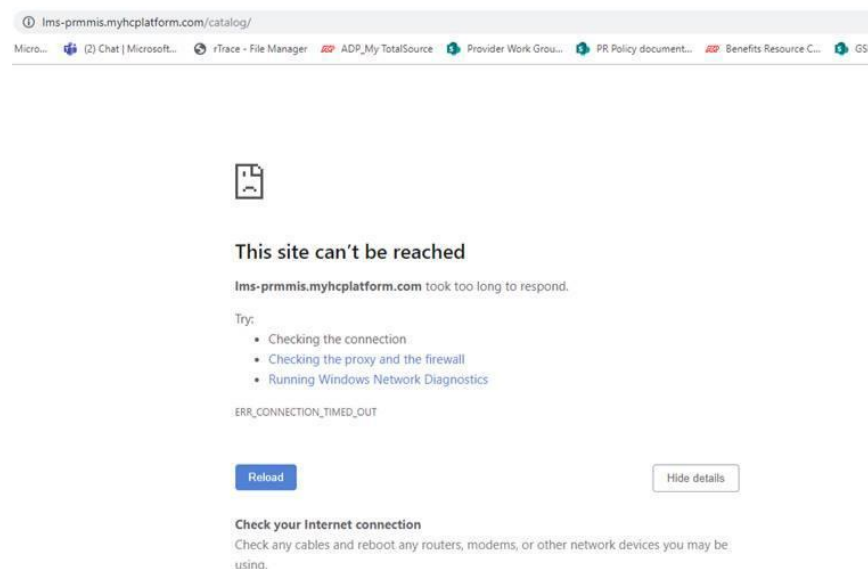 lms-prmmis.myhcplatform.com/catalog/
Micro... (2) Chat | Microsoft... rTrace - File Manager ADP_My TotalSource Provider Work Grou... PR Policy document... Benefits Resource C... GS
This site can't be reached
lms-prmmis.myhcplatform.com took too long to respond.
Try:
• Checking the connection
• Checking the proxy and the firewall
• Running Windows Network Diagnostics
ERR_CONNECTION_TIMED_OUT
Reload Hide details
Check your Internet connection
Check any cables and reboot any routers, modems, or other network devices you may be
using.